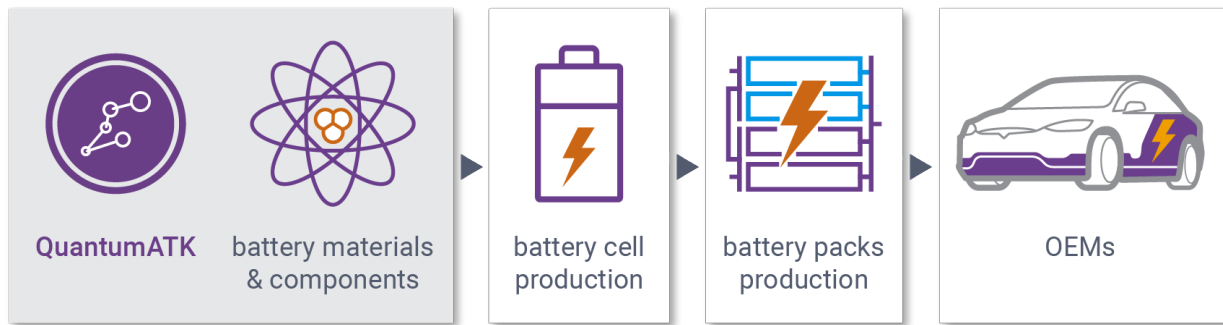 QuantumATK
battery materials
& components
battery cell
production
battery packs
production
OEMs